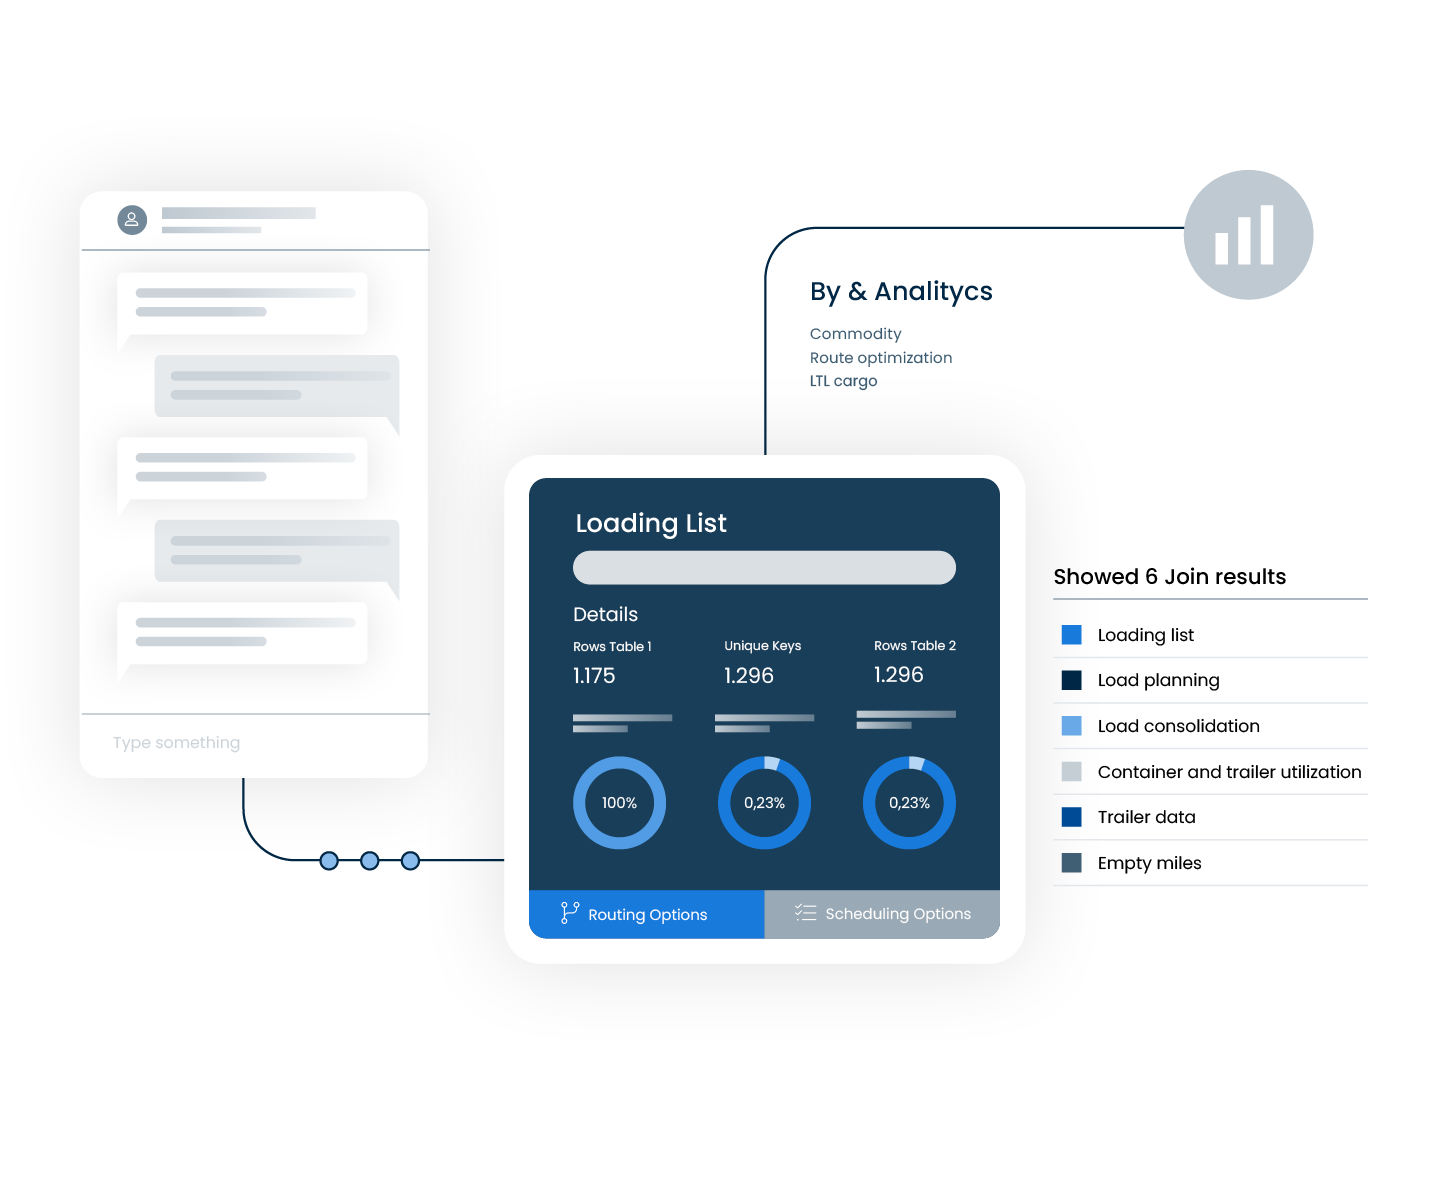 Type something
By & Analitycs
Commodity
Route optimization
LTL cargo
Loading List
Details
Rows Table 1
Unique Keys
Rows Table 2
1.175
1.296
1.296
100%
0,23%
0,23%
Routing Options
Scheduling Options
Showed 6 Join results
Loading list
Load planning
Load consolidation
Container and trailer utilization
Trailer data
Empty miles